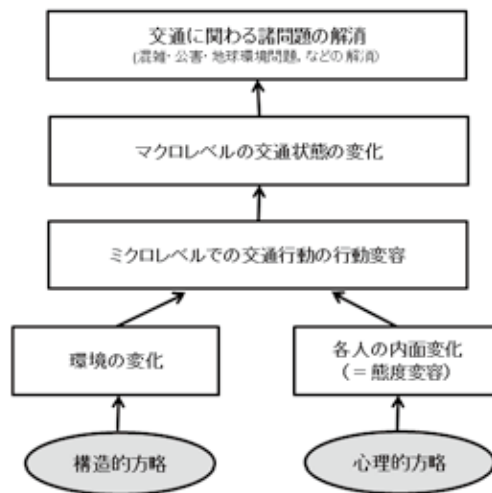 交通に関わる諸問題の解消
(混雑・公害・地球環境問題, などの解消)
マクロレベルの交通状態の変化
ミクロレベルでの交通行動の行動変容
環境の変化
各人の内面変化
(=態度変容)
構造的方略
心理的方略